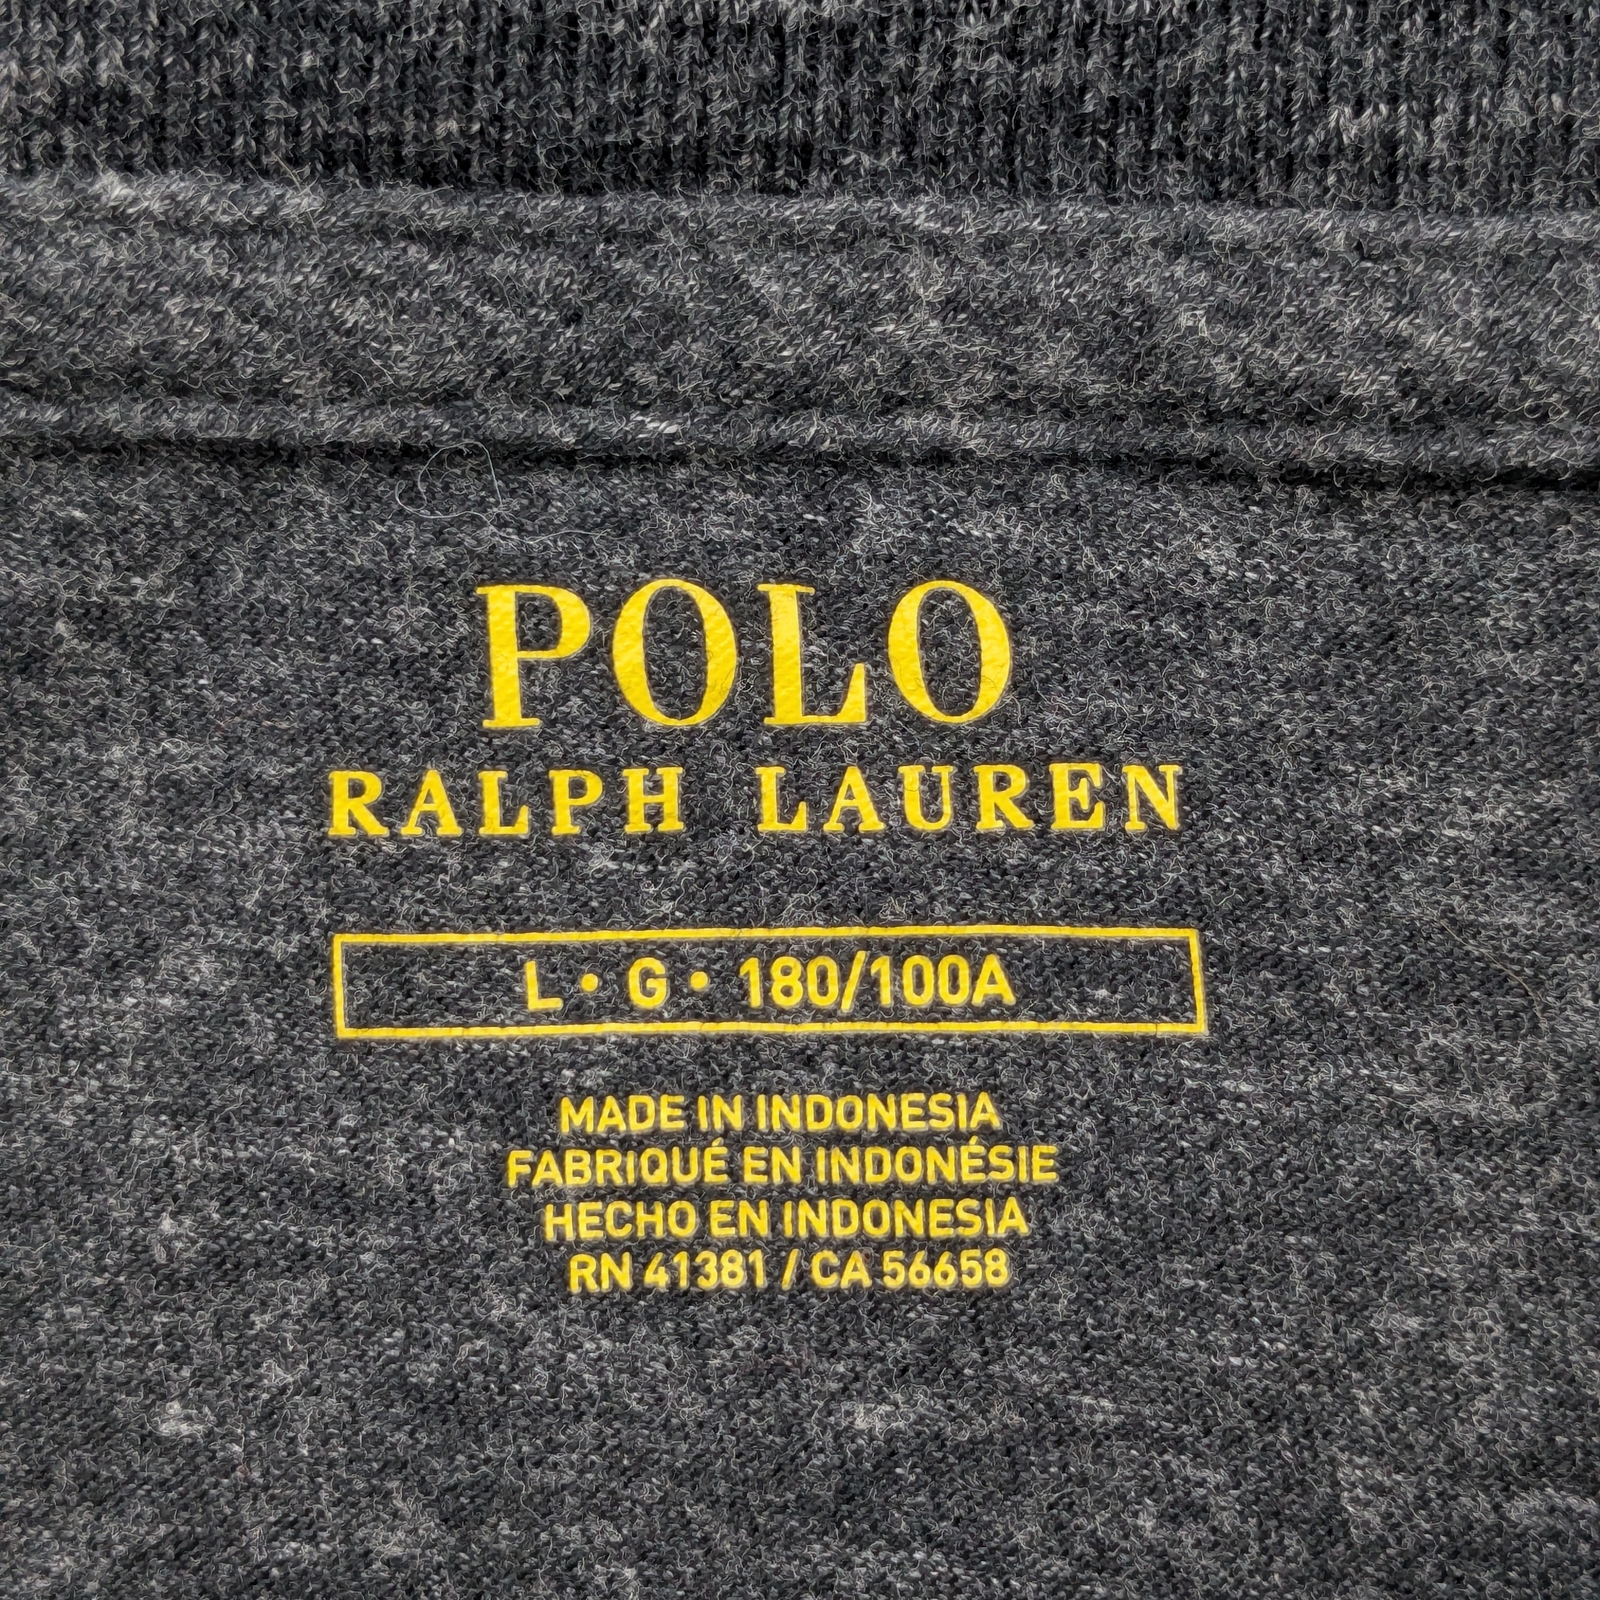 POLO
RALPH LAUREN
L • G • 180/100A
MADE IN INDONESIA
FABRIQUÉ EN INDONÉSIE
HECHO EN INDONESIA
RN 41381 / CA 56658